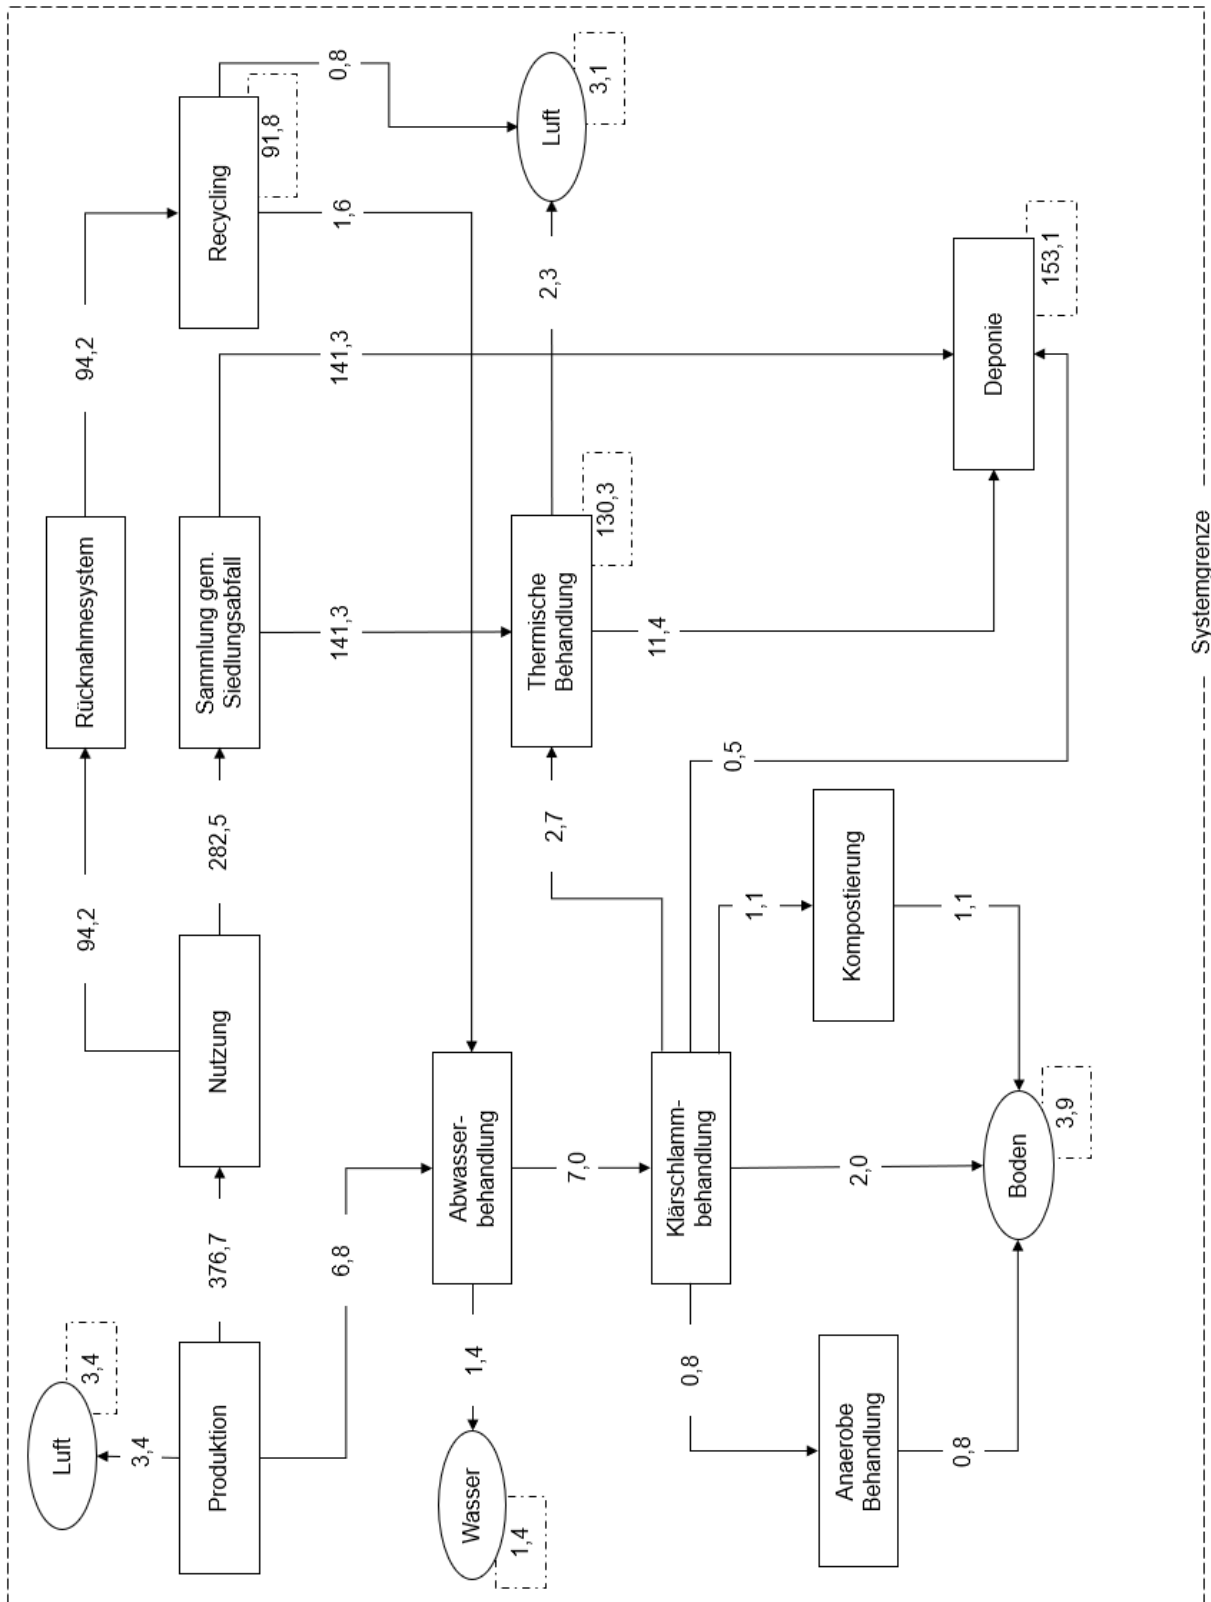 Luft
3,4
3,4
Produktion
376,7
6,8
Nutzung
94,2
282,5
Rücknahmesystem
94,2
Sammlung gem.
Siedlungsabfall
141,3
141,3
Recycling
91,8
0,8
1,6
Luft
3,1
Wasser
1,4
1,4
Abwasser-
behandlung
7,0
Thermische
Behandlung
130,3
2,3
2,7
11,4
Klärschlamm-
behandlung
0,5
1,1
0,8
2,0
Kompostierung
1,1
Anaerobe
Behandlung
0,8
Boden
3,9
Deponie
153,1
Systemgrenze